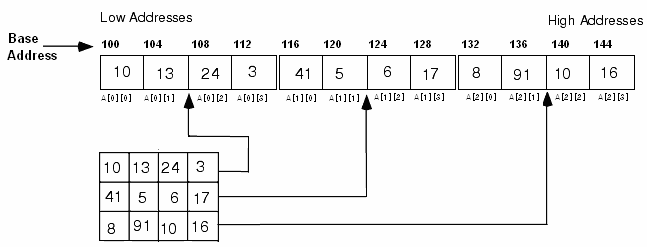 Low Addresses
High Addresses
Base
Address
100 104 108 112 116 120 124 128 132 136 140 144
10 13 24 3 41 5 6 17 8 91 10 16
A[0][0] A[0][1] A[0][2] A[0][3] A[1][0] A[1][1] A[1][2] A[1][3] A[2][0] A[2][1] A[2][2] A[2][3]
10 13 24 3
41 5 6 17
8 91 10 16